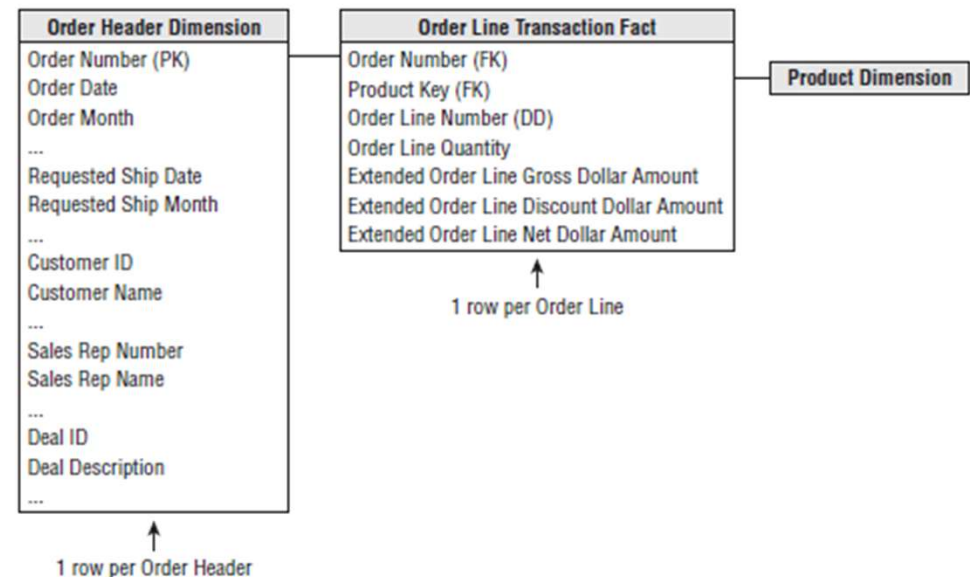 Order Header Dimension
Order Number (PK)
Order Date
Order Month
...
Requested Ship Date
Requested Ship Month
...
Customer ID
Customer Name
...
Sales Rep Number
Sales Rep Name
...
Deal ID
Deal Description
...
1 row per Order Header
Order Line Transaction Fact
Order Number (FK)
Product Key (FK)
Order Line Number (DD)
Order Line Quantity
Extended Order Line Gross Dollar Amount
Extended Order Line Discount Dollar Amount
Extended Order Line Net Dollar Amount
1 row per Order Line
Product Dimension